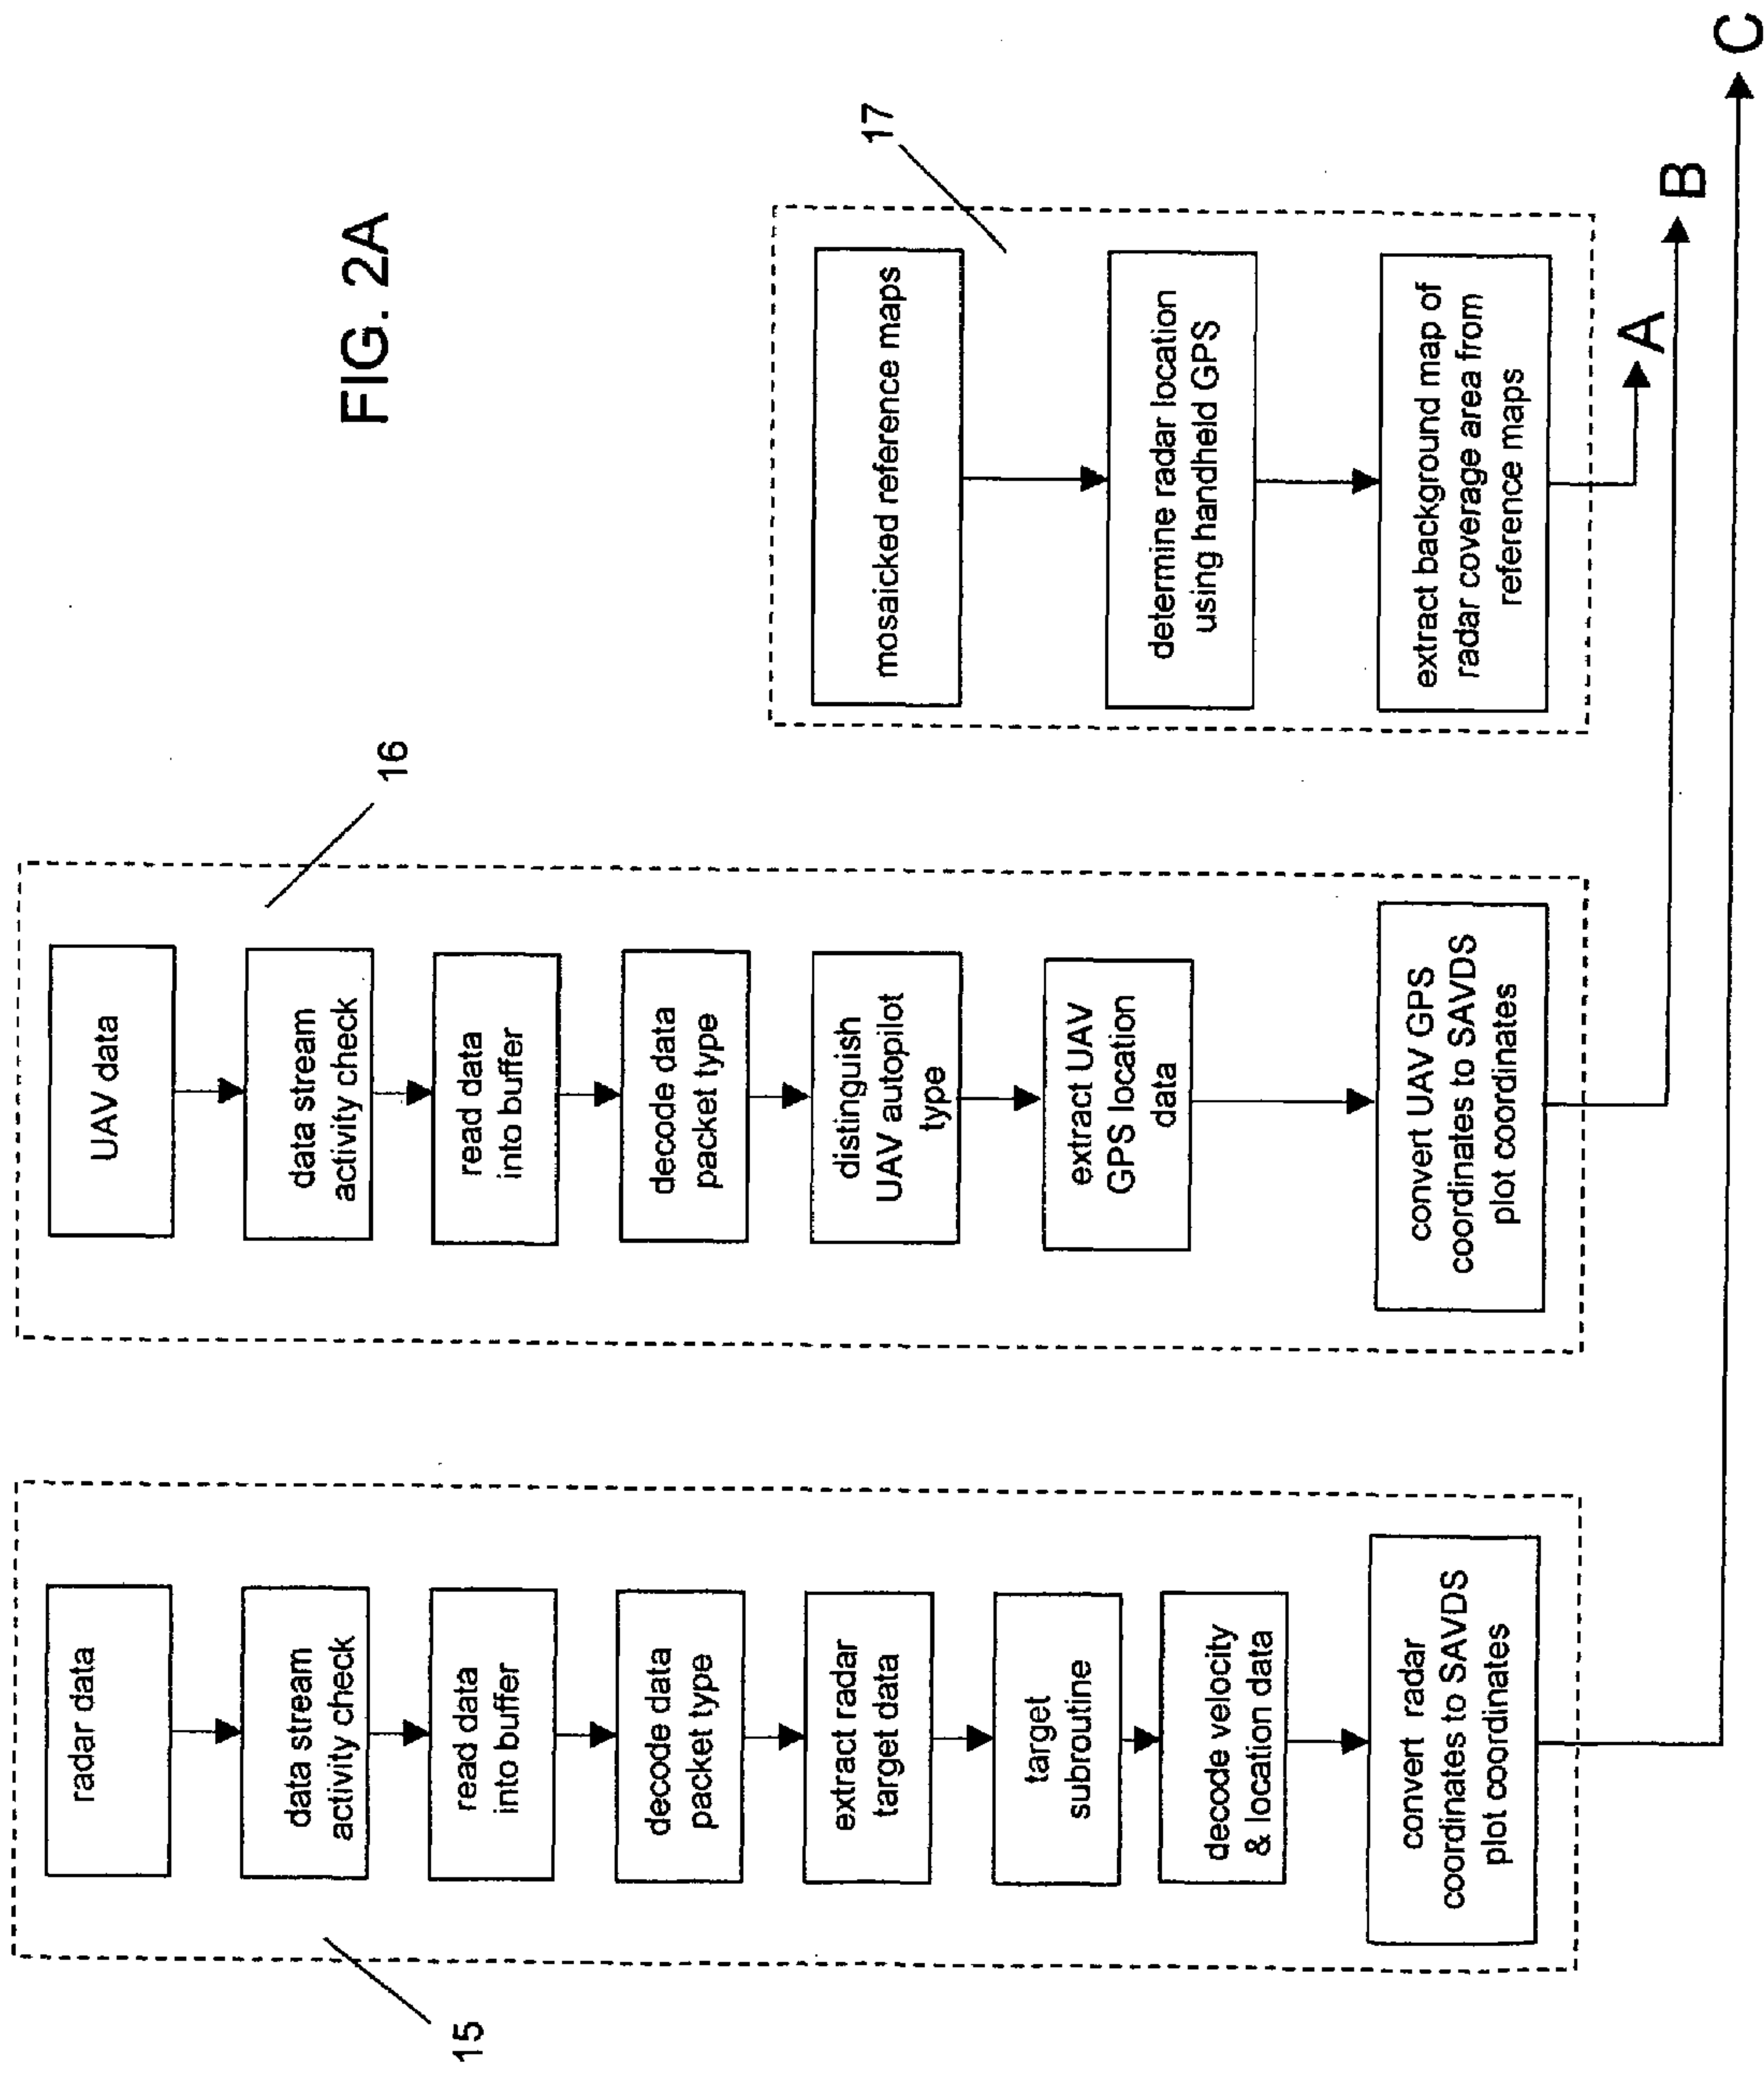 FIG. 2A
15
radar data
data stream
activity check
read data
into buffer
decode data
packet type
extract radar
target data
target
subroutine
decode velocity
& location data
convert radar
coordinates to SAVDS
plot coordinates
16
UAV data
data stream
activity check
read data
into buffer
decode data
packet type
distinguish
UAV autopilot
type
extract UAV
GPS location
data
convert UAV GPS
coordinates to SAVDS
plot coordinates
17
mosaicked reference maps
determine radar location
using handheld GPS
extract background map of
radar coverage area from
reference maps
A
B
C